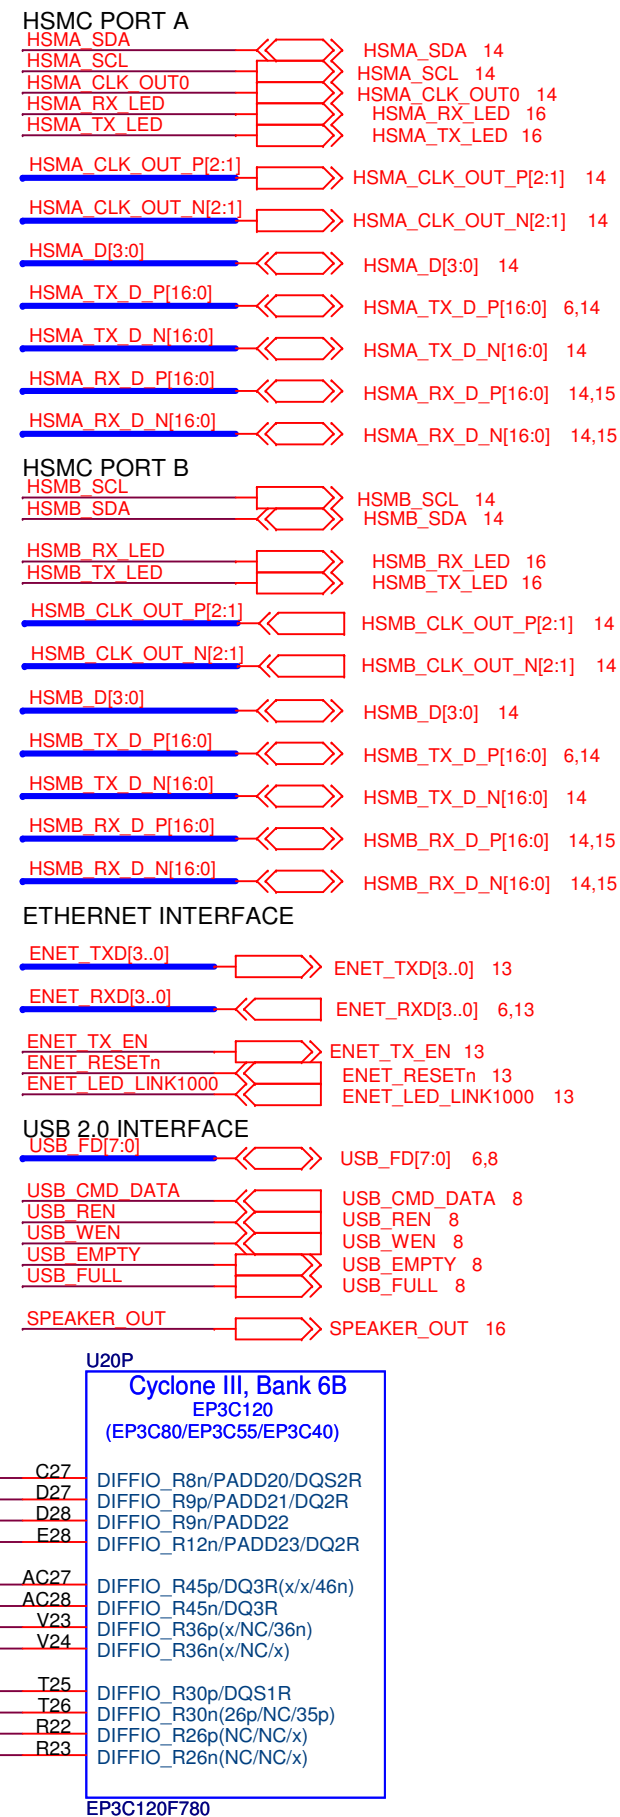 HSMC PORT A
HSMA_SDA HSMA_SDA 14
HSMA_SCL HSMA_SCL 14
HSMA_CLK_OUT0 HSMA_CLK_OUT0 14
HSMA_RX_LED HSMA_RX_LED 16
HSMA_TX_LED HSMA_TX_LED 16
HSMA_CLK_OUT_P[2:1] HSMA_CLK_OUT_P[2:1] 14
HSMA_CLK_OUT_N[2:1] HSMA_CLK_OUT_N[2:1] 14
HSMA_D[3:0] HSMA_D[3:0] 14
HSMA_TX_D_P[16:0] HSMA_TX_D_P[16:0] 6,14
HSMA_TX_D_N[16:0] HSMA_TX_D_N[16:0] 14
HSMA_RX_D_P[16:0] HSMA_RX_D_P[16:0] 14,15
HSMA_RX_D_N[16:0] HSMA_RX_D_N[16:0] 14,15
HSMC PORT B
HSMB_SCL HSMB_SCL 14
HSMB_SDA HSMB_SDA 14
HSMB_RX_LED HSMB_RX_LED 16
HSMB_TX_LED HSMB_TX_LED 16
HSMB_CLK_OUT_P[2:1] HSMB_CLK_OUT_P[2:1] 14
HSMB_CLK_OUT_N[2:1] HSMB_CLK_OUT_N[2:1] 14
HSMB_D[3:0] HSMB_D[3:0] 14
HSMB_TX_D_P[16:0] HSMB_TX_D_P[16:0] 6,14
HSMB_TX_D_N[16:0] HSMB_TX_D_N[16:0] 14
HSMB_RX_D_P[16:0] HSMB_RX_D_P[16:0] 14,15
HSMB_RX_D_N[16:0] HSMB_RX_D_N[16:0] 14,15
ETHERNET INTERFACE
ENET_TXD[3..0] ENET_TXD[3..0] 13
ENET_RXD[3..0] ENET_RXD[3..0] 6,13
ENET_TX_EN ENET_TX_EN 13
ENET_RESETn ENET_RESETn 13
ENET_LED_LINK1000 ENET_LED_LINK1000 13
USB 2.0 INTERFACE
USB_FD[7:0] USB_FD[7:0] 6,8
USB_CMD_DATA USB_CMD_DATA 8
USB_REN USB_REN 8
USB_WEN USB_WEN 8
USB_EMPTY USB_EMPTY 8
USB_FULL USB_FULL 8
SPEAKER_OUT SPEAKER_OUT 16
U20P
Cyclone III, Bank 6B
EP3C120
(EP3C80/EP3C55/EP3C40)
C27 DIFFIO_R8n/PADD20/DQS2R
D27 DIFFIO_R9p/PADD21/DQ2R
D28 DIFFIO_R9n/PADD22
E28 DIFFIO_R12n/PADD23/DQ2R
AC27 DIFFIO_R45p/DQ3R(x/x/46n)
AC28 DIFFIO_R45n/DQ3R
V23 DIFFIO_R36p(x/NC/36n)
V24 DIFFIO_R36n(x/NC/x)
T25 DIFFIO_R30p/DQS1R
T26 DIFFIO_R30n(26p/NC/35p)
R22 DIFFIO_R26p(NC/NC/x)
R23 DIFFIO_R26n(NC/NC/x)
EP3C120F780